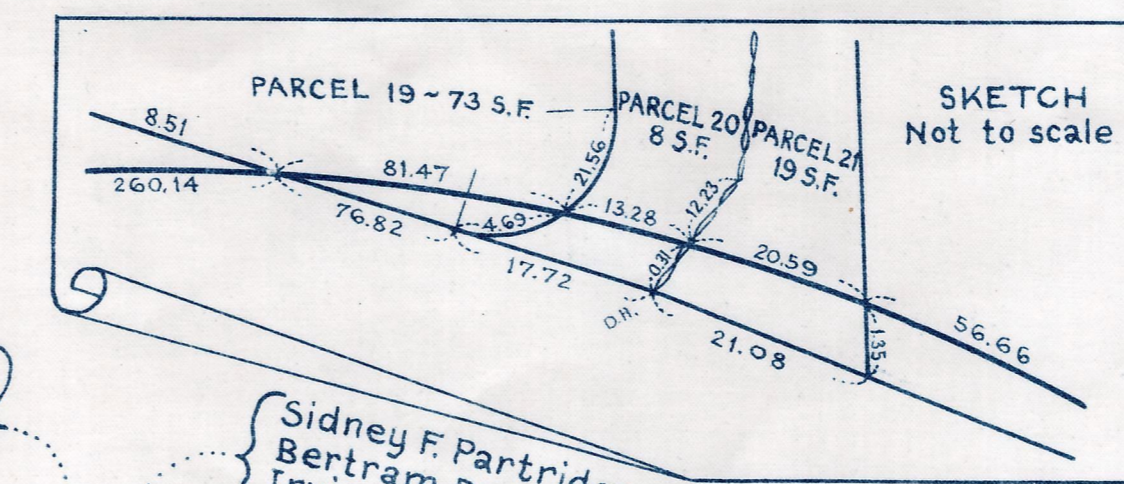 PARCEL 19 ~ 73 S.F.
PARCEL 20
8 S.F.
PARCEL 21
19 S.F.
SKETCH
Not to scale
8.51
260.14
81.47
76.82
4.69
21.56
13.28
12.23
17.72
0.31
D.H.
20.59
21.08
1.35
56.66
Sidney F. Partrid
Bertram